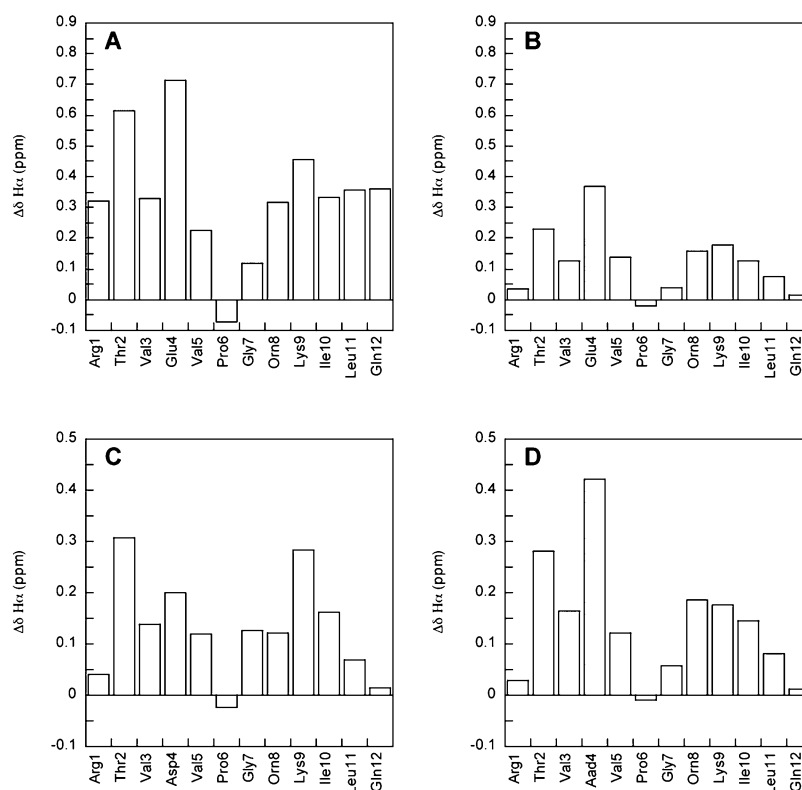 A
Δδ Hα (ppm)
0.9
0.8
0.7
0.6
0.5
0.4
0.3
0.2
0.1
0
-0.1
Arg1
Thr2
Val3
Glu4
Val5
Pro6
Gly7
Orn8
Lys9
Ile10
Leu11
Gln12
B
Δδ Hα (ppm)
0.9
0.8
0.7
0.6
0.5
0.4
0.3
0.2
0.1
0
-0.1
Arg1
Thr2
Val3
Glu4
Val5
Pro6
Gly7
Orn8
Lys9
Ile10
Leu11
Gln12
C
Δδ Hα (ppm)
0.5
0.4
0.3
0.2
0.1
0
-0.1
Arg1
Thr2
Val3
Asp4
Val5
Pro6
Gly7
Orn8
Lys9
Ile10
Leu11
Gln12
D
Δδ Hα (ppm)
0.5
0.4
0.3
0.2
0.1
0
-0.1
Arg1
Thr2
Val3
Aad4
Val5
Pro6
Gly7
Orn8
Lys9
Ile10
Leu11
Gln12